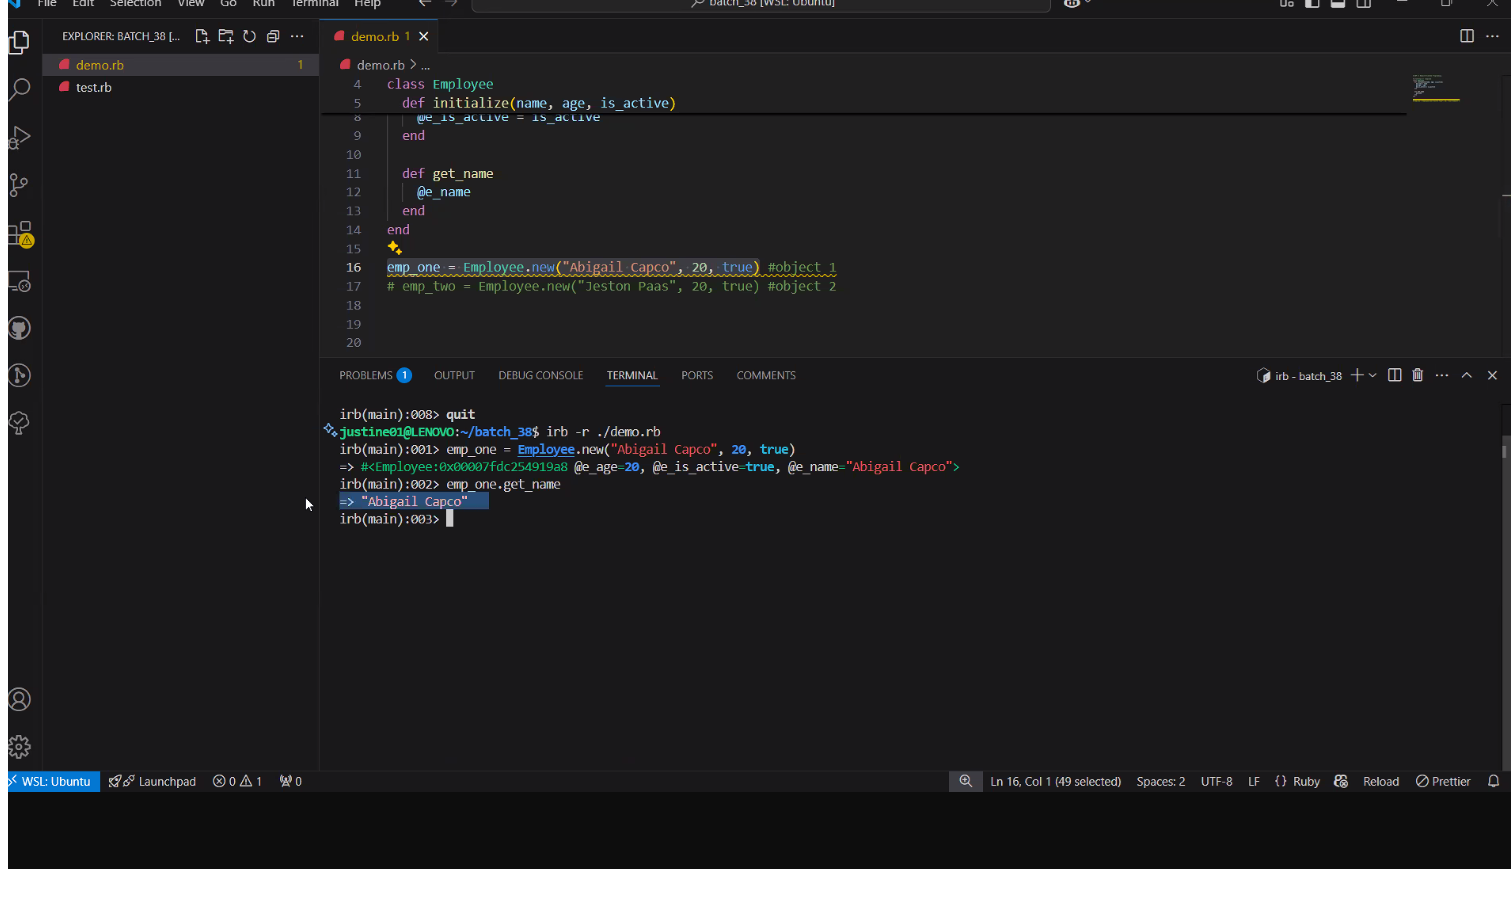 File Edit Selection View Go Run Terminal Help
batch_38 [WSL: Ubuntu]
EXPLORER: BATCH_38 [...
demo.rb 1
test.rb
demo.rb 1
demo.rb > ...
4 class Employee
5 def initialize(name, age, is_active)
8 @e_is_active = is_active
9 end
10
11 def get_name
12 @e_name
13 end
14 end
15
16 emp_one = Employee.new("Abigail Capco", 20, true) #object 1
17 # emp_two = Employee.new("Jeston Paas", 20, true) #object 2
18
19
20
PROBLEMS 1 OUTPUT DEBUG CONSOLE TERMINAL PORTS COMMENTS
irb - batch_38
irb(main):008> quit
justine01@LENOVO:~/batch_38$ irb -r ./demo.rb
irb(main):001> emp_one = Employee.new("Abigail Capco", 20, true)
=> #<Employee:0x00007fdc254919a8 @e_age=20, @e_is_active=true, @e_name="Abigail Capco">
irb(main):002> emp_one.get_name
=> "Abigail Capco"
irb(main):003>
WSL: Ubuntu Launchpad 0 1 0 Ln 16, Col 1 (49 selected) Spaces: 2 UTF-8 LF {} Ruby Reload Prettier